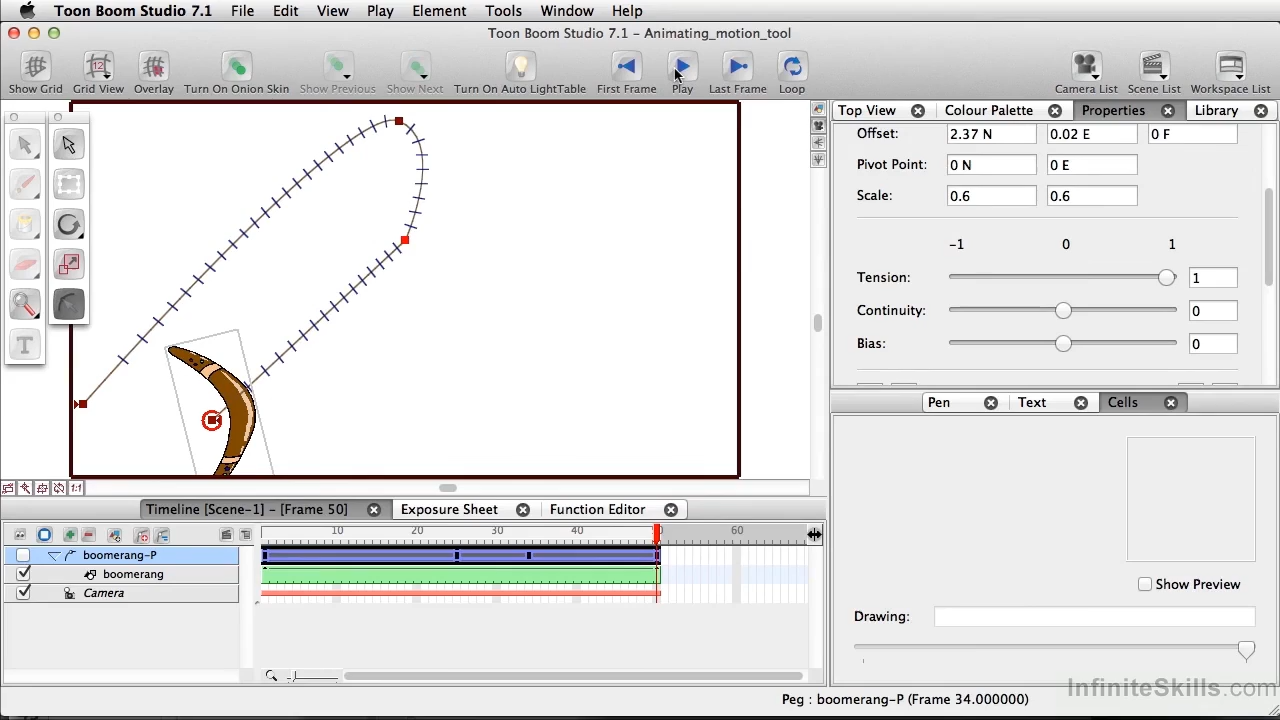 Toon Boom Studio 7.1 File Edit View Play Element Tools Window Help
Toon Boom Studio 7.1 - Animating_motion_tool
12
Show Grid Grid View Overlay Turn On Onion Skin Show Previous Show Next Turn On Auto LightTable First Frame Play Last Frame Loop Camera List Scene List Workspace List
Top View Colour Palette Properties Library
Offset: 2.37 N 0.02 E 0 F
Pivot Point: 0 N 0 E
Scale: 0.6 0.6
-1 0 1
Tension: 1
Continuity: 0
Bias: 0
T
Pen Text Cells
1:1
Timeline [Scene-1] - [Frame 50] Exposure Sheet Function Editor
10 20 30 40 60
boomerang-P
boomerang
Camera
Show Preview
Drawing:
InfiniteSkills.com
Peg : boomerang-P (Frame 34.000000)